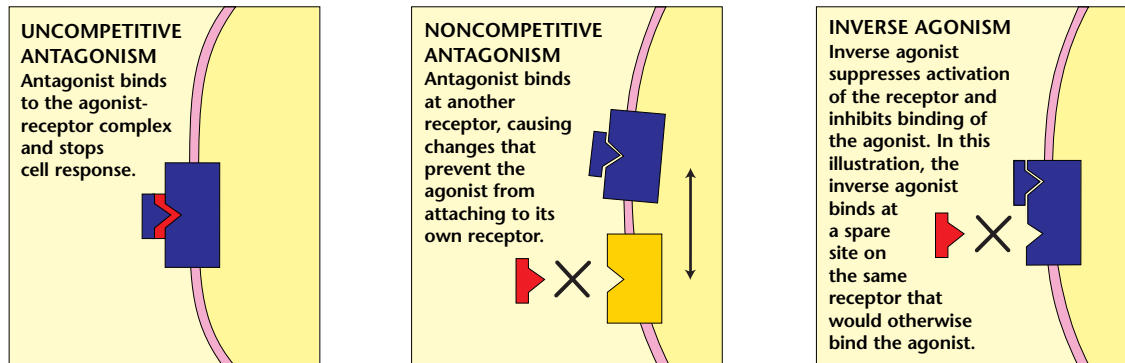 UNCOMPETITIVE
ANTAGONISM
Antagonist binds
to the agonist-
receptor complex
and stops
cell response.
NONCOMPETITIVE
ANTAGONISM
Antagonist binds
at another
receptor, causing
changes that
prevent the
agonist from
attaching to its
own receptor.
INVERSE AGONISM
Inverse agonist
suppresses activation
of the receptor and
inhibits binding of
the agonist. In this
illustration, the
inverse agonist
binds at
a spare
site on
the same
receptor that
would otherwise
bind the agonist.